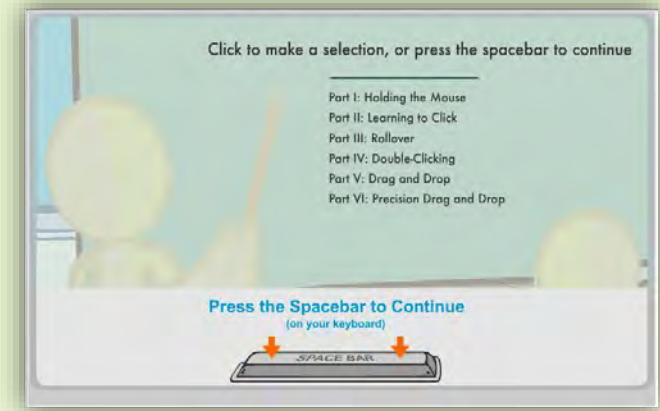 Click to make a selection, or press the spacebar to continue
Part I: Holding the Mouse
Part II: Learning to Click
Part III: Rollover
Part IV: Double-Clicking
Part V: Drag and Drop
Part VI: Precision Drag and Drop
Press the Spacebar to Continue
(on your keyboard)
SPACE BAR